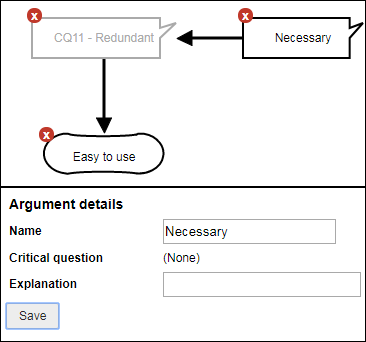 x
x
CQ11 - Redundant
Necessary
x
Easy to use
Argument details
Name Necessary
Critical question (None)
Explanation
Save